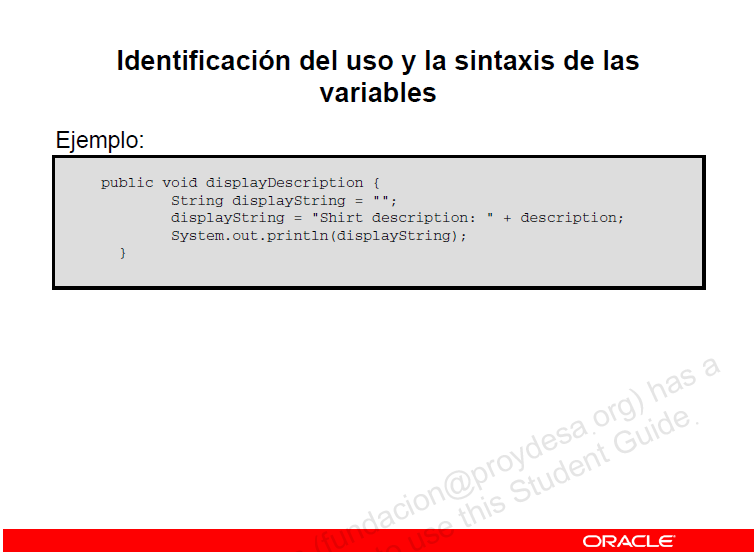 Identificación del uso y la sintaxis de las
variables
Ejemplo:
public void displayDescription {
String displayString = "";
displayString = "Shirt description: " + description;
System.out.println(displayString);
}
(fundacion@proydesa.org) has a
use this Student Guide.
ORACLE